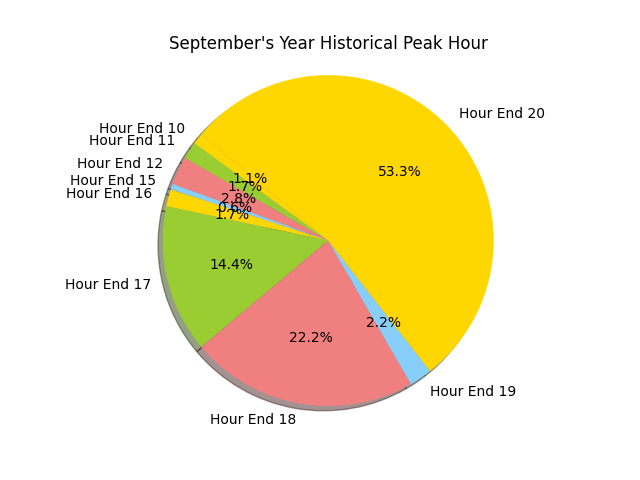 September's Year Historical Peak Hour
Hour End 10
Hour End 11
Hour End 12
Hour End 15
Hour End 16
Hour End 17
Hour End 18
Hour End 19
Hour End 20
1.1%
1.7%
2.8%
0.6%
1.7%
14.4%
22.2%
2.2%
53.3%